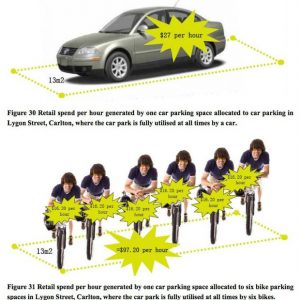 $27 per hour
13m2
Figure 30 Retail spend per hour generated by one car parking space allocated to car parking in
Lygon Street, Carlton, where the car park is fully utilised at all times by a car.
$16.20 per
hour
$16.20 per
hour
$16.20 per
hour
$16.20 per
hour
$16.20 per
hour
$16.20 per
hour
13m2
=$97.20 per hour
Figure 31 Retail spend per hour generated by one car parking space allocated to six bike parking
spaces in Lygon Street, Carlton, where the car park is fully utilised at all times by six bikes.